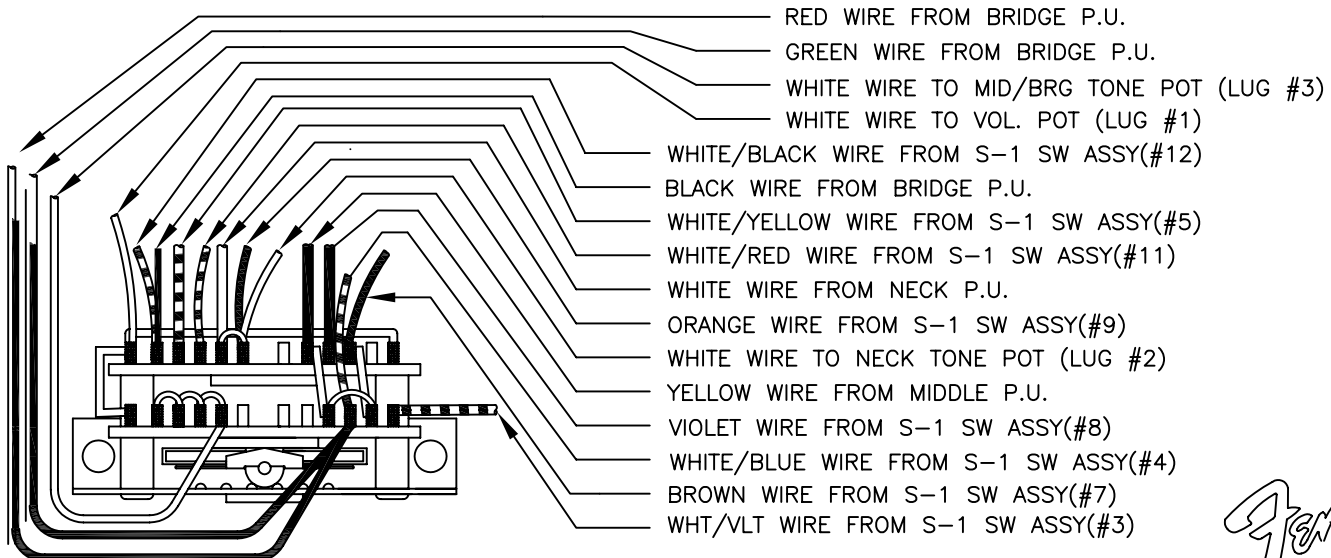 RED WIRE FROM BRIDGE P.U.
GREEN WIRE FROM BRIDGE P.U.
WHITE WIRE TO MID/BRG TONE POT (LUG #3)
WHITE WIRE TO VOL. POT (LUG #1)
WHITE/BLACK WIRE FROM S-1 SW ASSY(#12)
BLACK WIRE FROM BRIDGE P.U.
WHITE/YELLOW WIRE FROM S-1 SW ASSY(#5)
WHITE/RED WIRE FROM S-1 SW ASSY(#11)
WHITE WIRE FROM NECK P.U.
ORANGE WIRE FROM S-1 SW ASSY(#9)
WHITE WIRE TO NECK TONE POT (LUG #2)
YELLOW WIRE FROM MIDDLE P.U.
VIOLET WIRE FROM S-1 SW ASSY(#8)
WHITE/BLUE WIRE FROM S-1 SW ASSY(#4)
BROWN WIRE FROM S-1 SW ASSY(#7)
WHT/VLT WIRE FROM S-1 SW ASSY(#3)